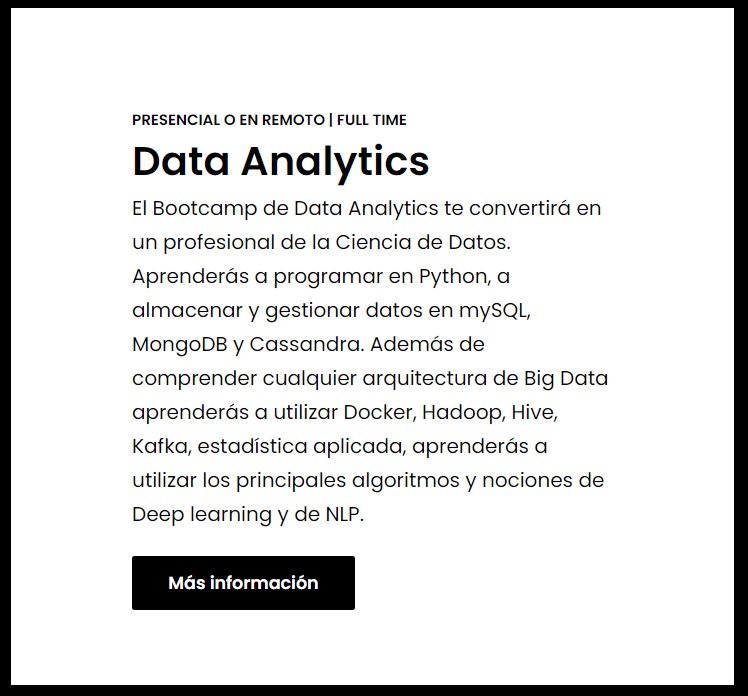 PRESENCIAL O EN REMOTO | FULL TIME
Data Analytics
El Bootcamp de Data Analytics te convertirá en
un profesional de la Ciencia de Datos.
Aprenderás a programar en Python, a
almacenar y gestionar datos en mySQL,
MongoDB y Cassandra. Además de
comprender cualquier arquitectura de Big Data
aprenderás a utilizar Docker, Hadoop, Hive,
Kafka, estadística aplicada, aprenderás a
utilizar los principales algoritmos y nociones de
Deep learning y de NLP.
Más información